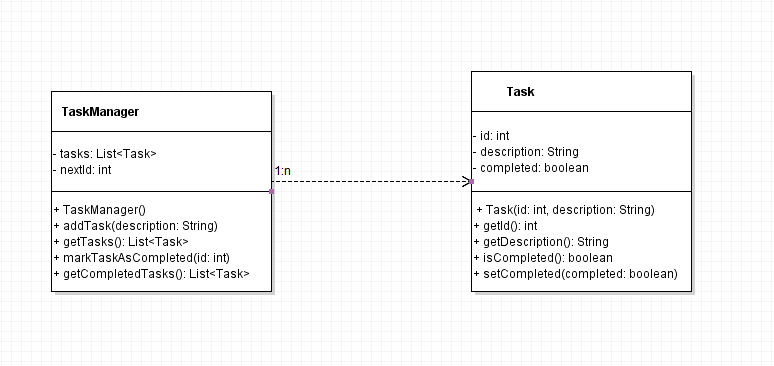 TaskManager
- tasks: List<Task>
- nextId: int
+ TaskManager()
+ addTask(description: String)
+ getTasks(): List<Task>
+ markTaskAsCompleted(id: int)
+ getCompletedTasks(): List<Task>
1:n
Task
- id: int
- description: String
- completed: boolean
+ Task(id: int, description: String)
+ getId(): int
+ getDescription(): String
+ isCompleted(): boolean
+ setCompleted(completed: boolean)